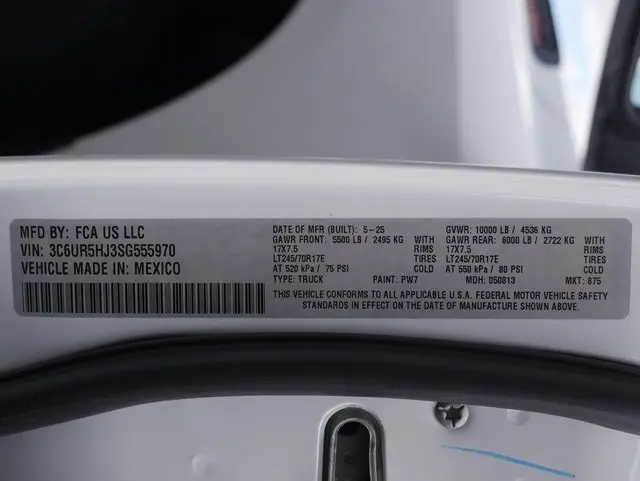 MFD BY: FCA US LLC
VIN: 3C6UR5HJ3SG555970
VEHICLE MADE IN: MEXICO
DATE OF MFR (BUILT): 5-25
GAWR FRONT: 5500 LB / 2495 KG WITH
17X7.5 RIMS
LT245/70R17E TIRES
AT 520 kPa / 75 PSI COLD
TYPE: TRUCK PAINT: PW7
GVWR: 10000 LB / 4536 KG
GAWR REAR: 6000 LB / 2722 KG WITH
17X7.5 RIMS
LT245/70R17E TIRES
AT 550 kPa / 80 PSI COLD
MDH: 050813 MKT: 875
THIS VEHICLE CONFORMS TO ALL APPLICABLE U.S.A. FEDERAL MOTOR VEHICLE SAFETY
STANDARDS IN EFFECT ON THE DATE OF MANUFACTURE SHOWN ABOVE.